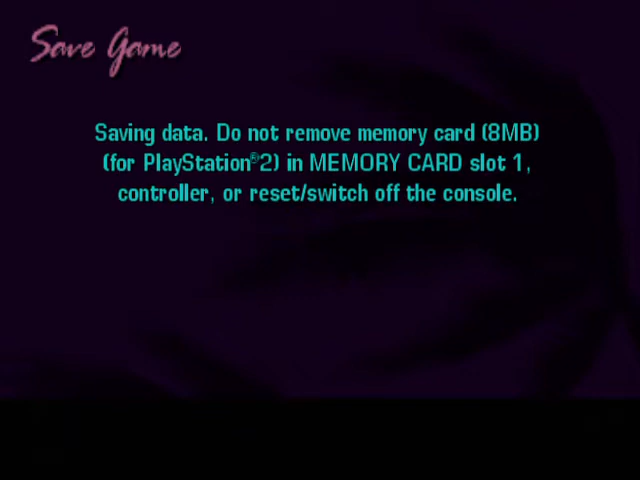 Save Game
Saving data. Do not remove memory card (8MB)
(for PlayStation®2) in MEMORY CARD slot 1,
controller, or reset/switch off the console.